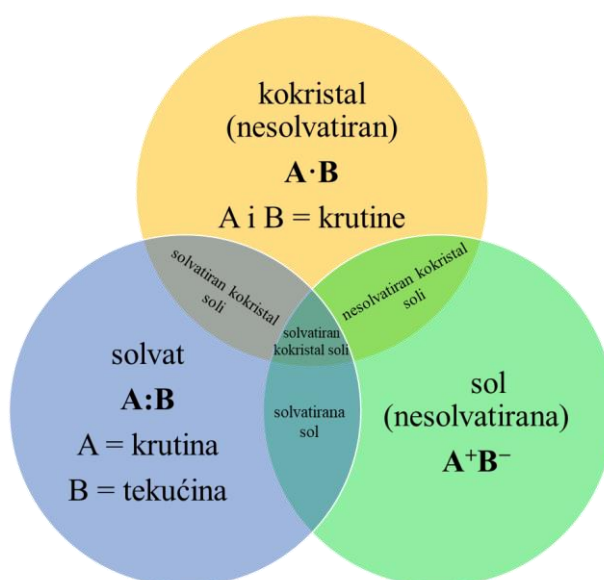 kokristal
(nesolvatiran)
A·B
A i B = krutine
solvatiran kokristal
soli
nesolvatiran kokristal
soli
solvatiran
kokristal soli
solvat
A:B
A = krutina
B = tekućina
solvatirana
sol
sol
(nesolvatirana)
A⁺B⁻